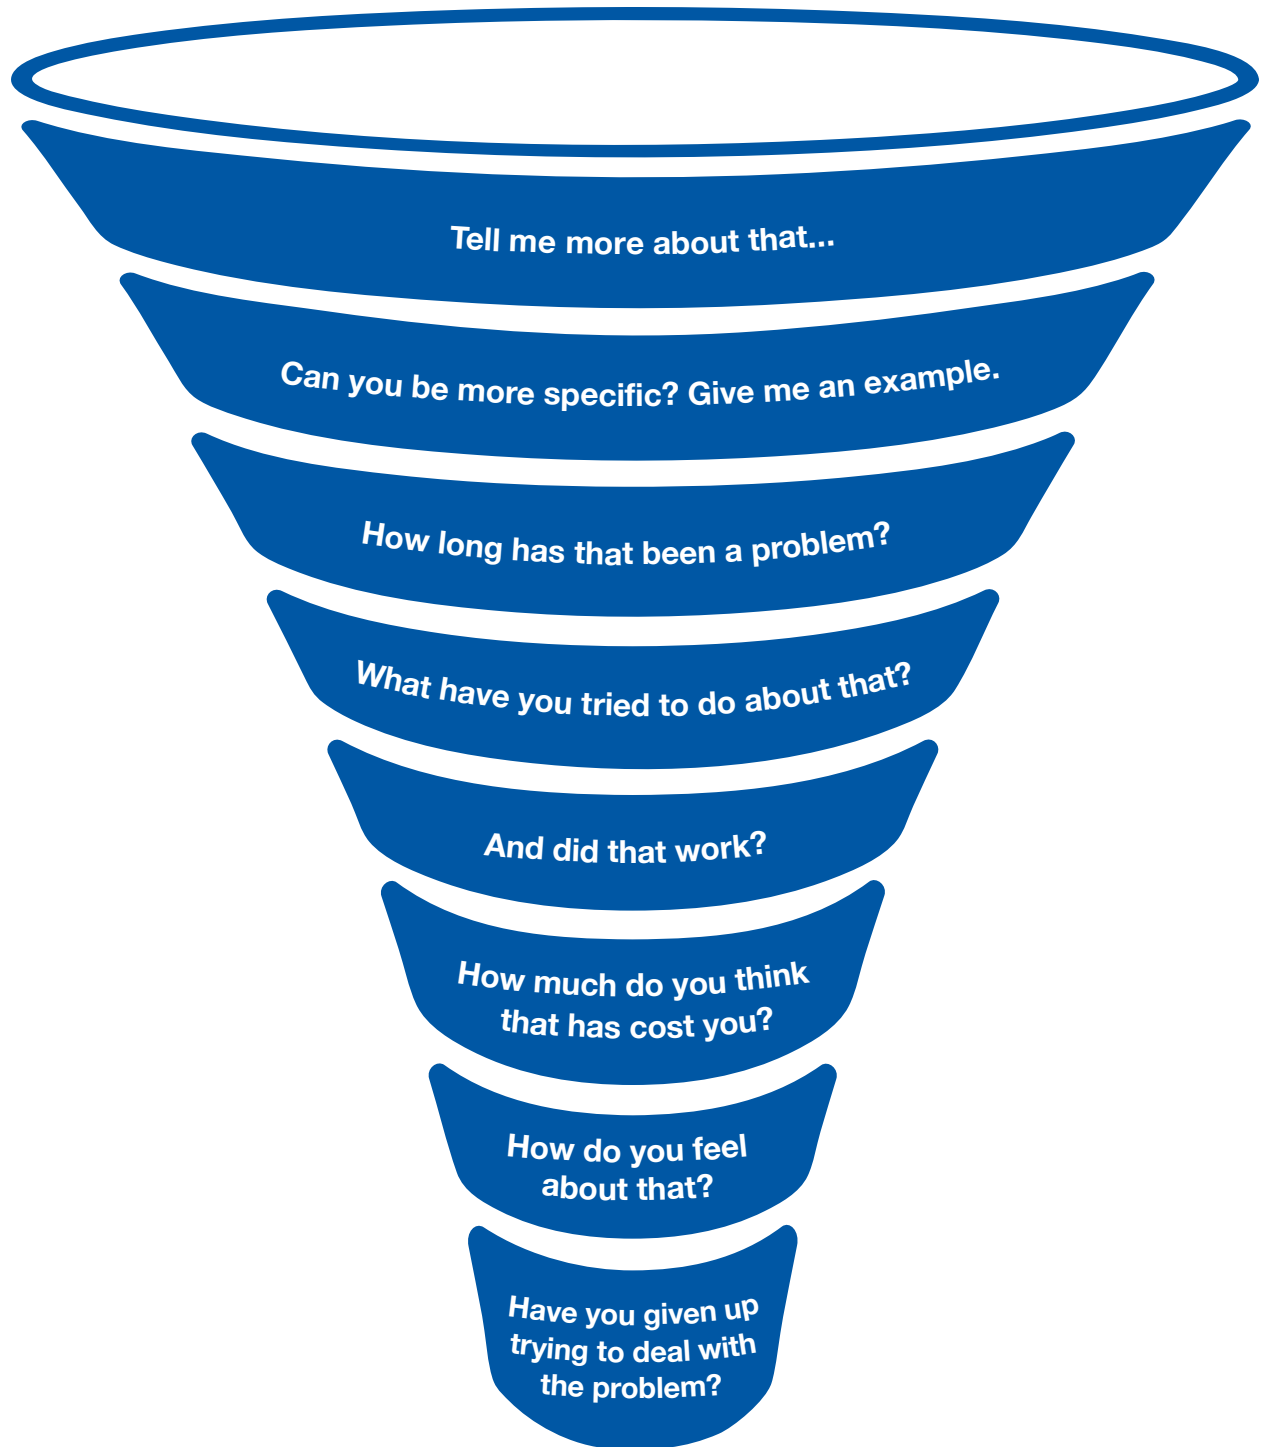 Tell me more about that...
Can you be more specific? Give me an example.
How long has that been a problem?
What have you tried to do about that?
And did that work?
How much do you think
that has cost you?
How do you feel
about that?
Have you given up
trying to deal with
the problem?